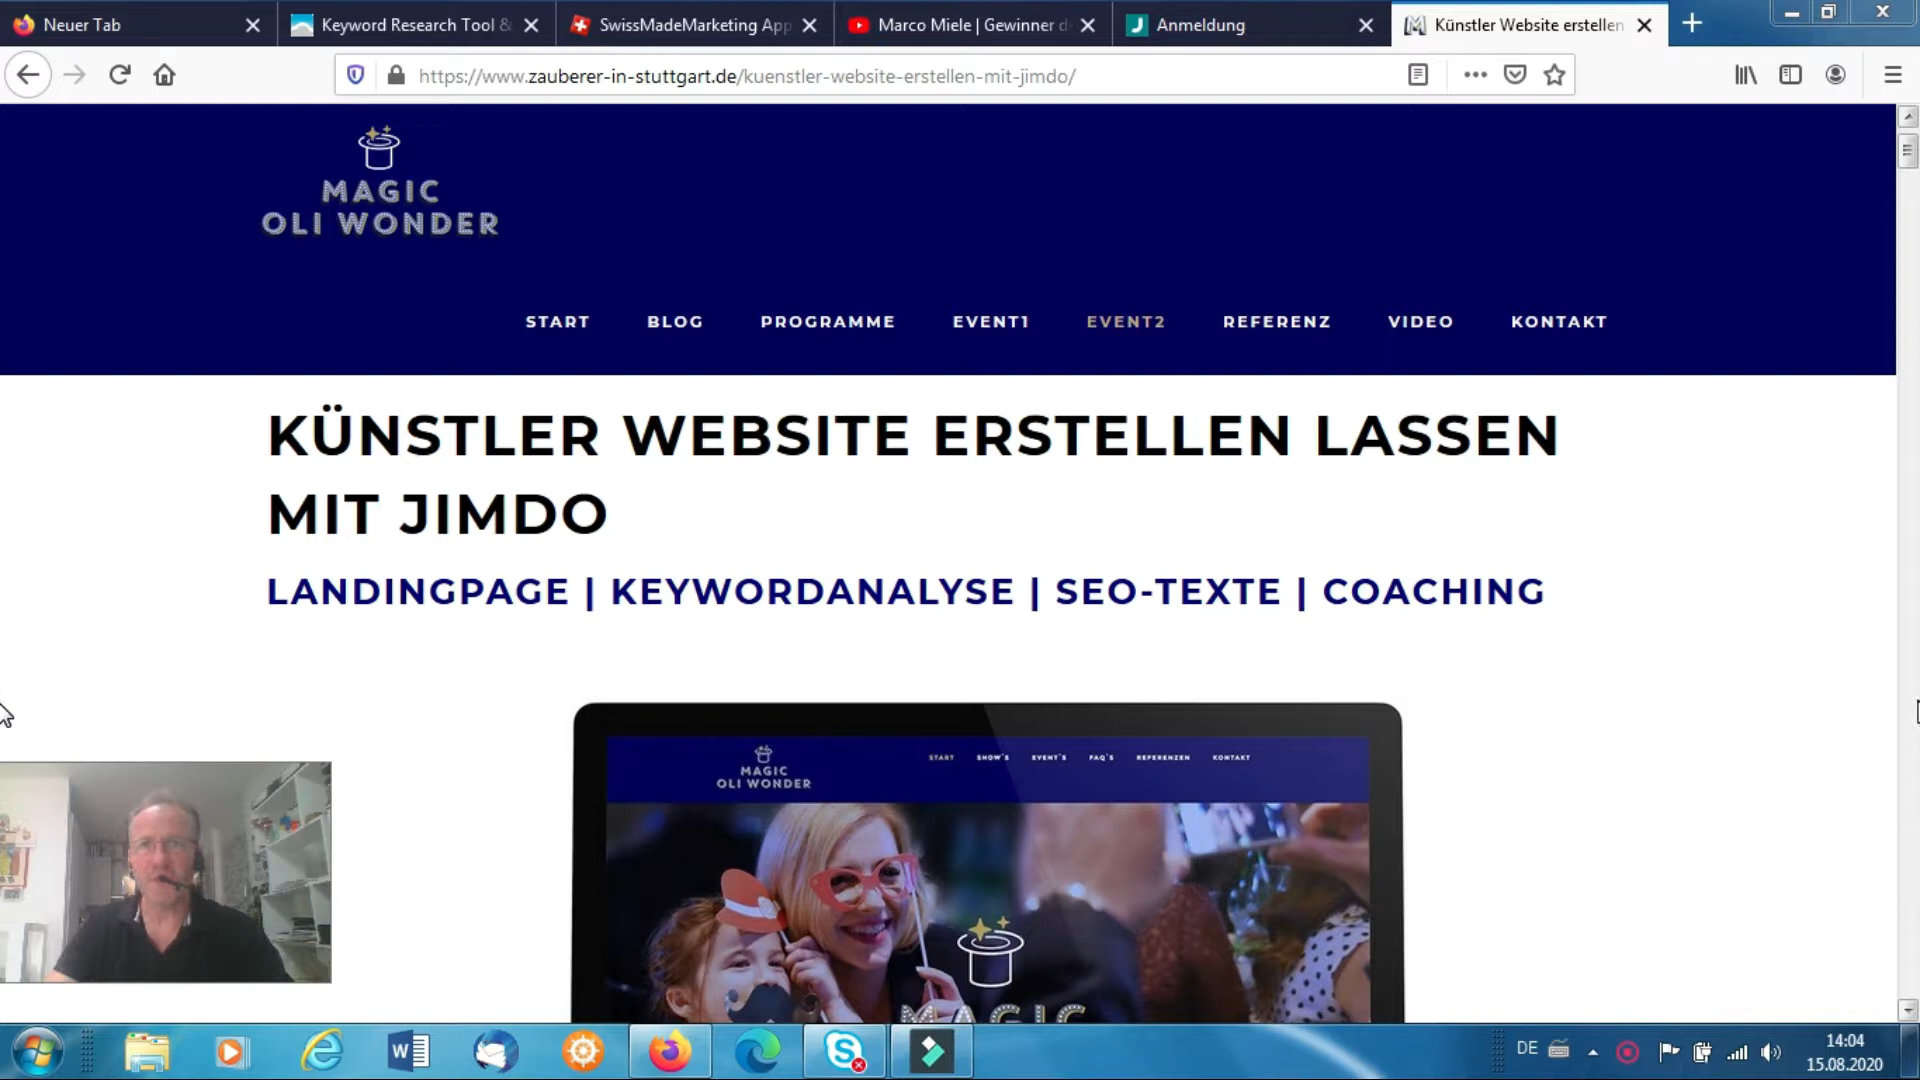 Neuer Tab
Keyword Research Tool &
SwissMadeMarketing App
Marco Miele | Gewinner d
Anmeldung
Künstler Website erstellen
https://www.zauberer-in-stuttgart.de/kuenstler-website-erstellen-mit-jimdo/
MAGIC
OLI WONDER
START BLOG PROGRAMME EVENT1 EVENT2 REFERENZ VIDEO KONTAKT
KÜNSTLER WEBSITE ERSTELLEN LASSEN
MIT JIMDO
LANDINGPAGE | KEYWORDANALYSE | SEO-TEXTE | COACHING
MAGIC
OLI WONDER
START SHOW'S EVENT'S FAQ'S REFERENZEN KONTAKT
MAGIC
DE
14:04
15.08.2020